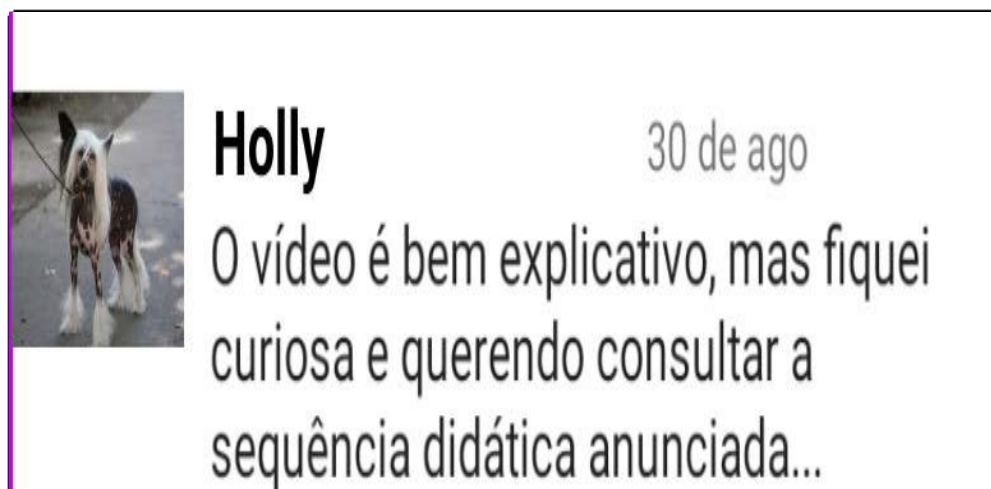 Holly 30 de ago
O vídeo é bem explicativo, mas fiquei
curiosa e querendo consultar a
sequência didática anunciada...